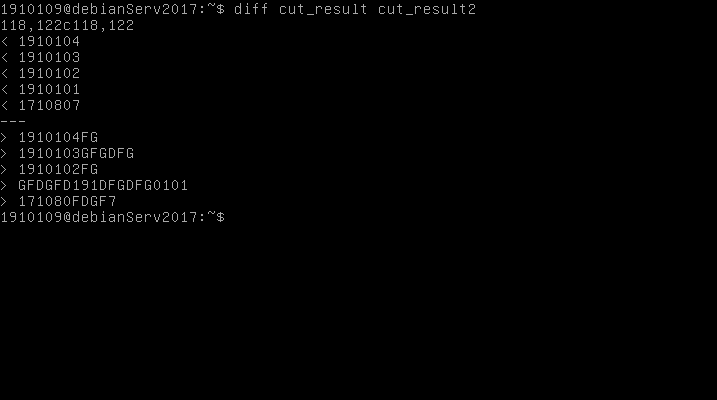 1910109@debianServ2017:~$ diff cut_result cut_result2
118,122c118,122
< 1910104
< 1910103
< 1910102
< 1910101
< 1710807
---
> 1910104FG
> 1910103GFGDFG
> 1910102FG
> GFDGFD191DFGDFG0101
> 171080FDGF7
1910109@debianServ2017:~$